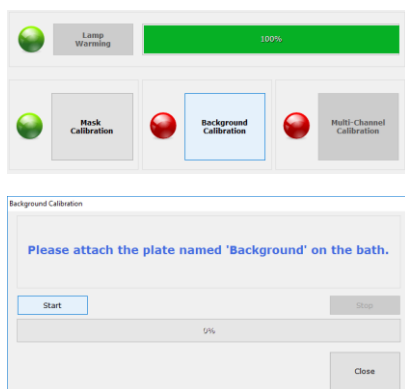 Lamp
Warming
100%
Mask
Calibration
Background
Calibration
Multi-Channel
Calibration
Background Calibration
Please attach the plate named 'Background' on the bath.
Start
Stop
0%
Close